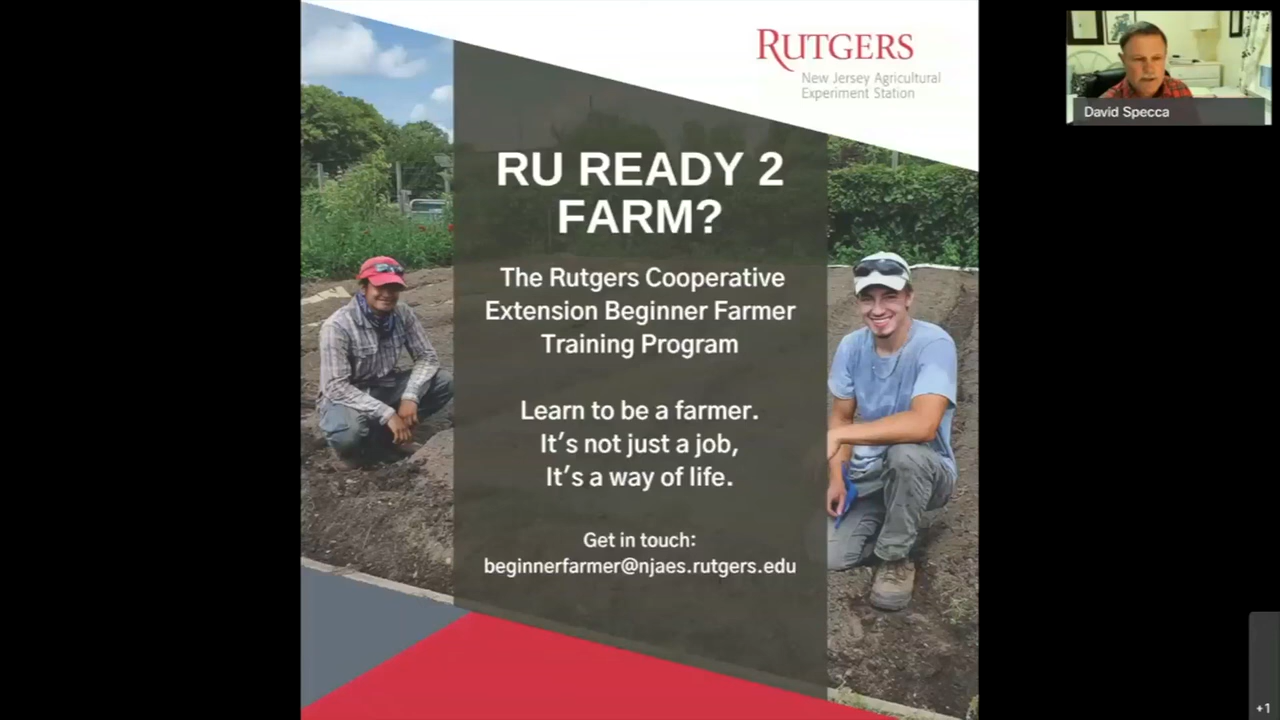 RUTGERS
New Jersey Agricultural
Experiment Station
David Specca
RU READY 2
FARM?
The Rutgers Cooperative
Extension Beginner Farmer
Training Program
Learn to be a farmer.
It's not just a job,
It's a way of life.
Get in touch:
beginnerfarmer@njaes.rutgers.edu
+1